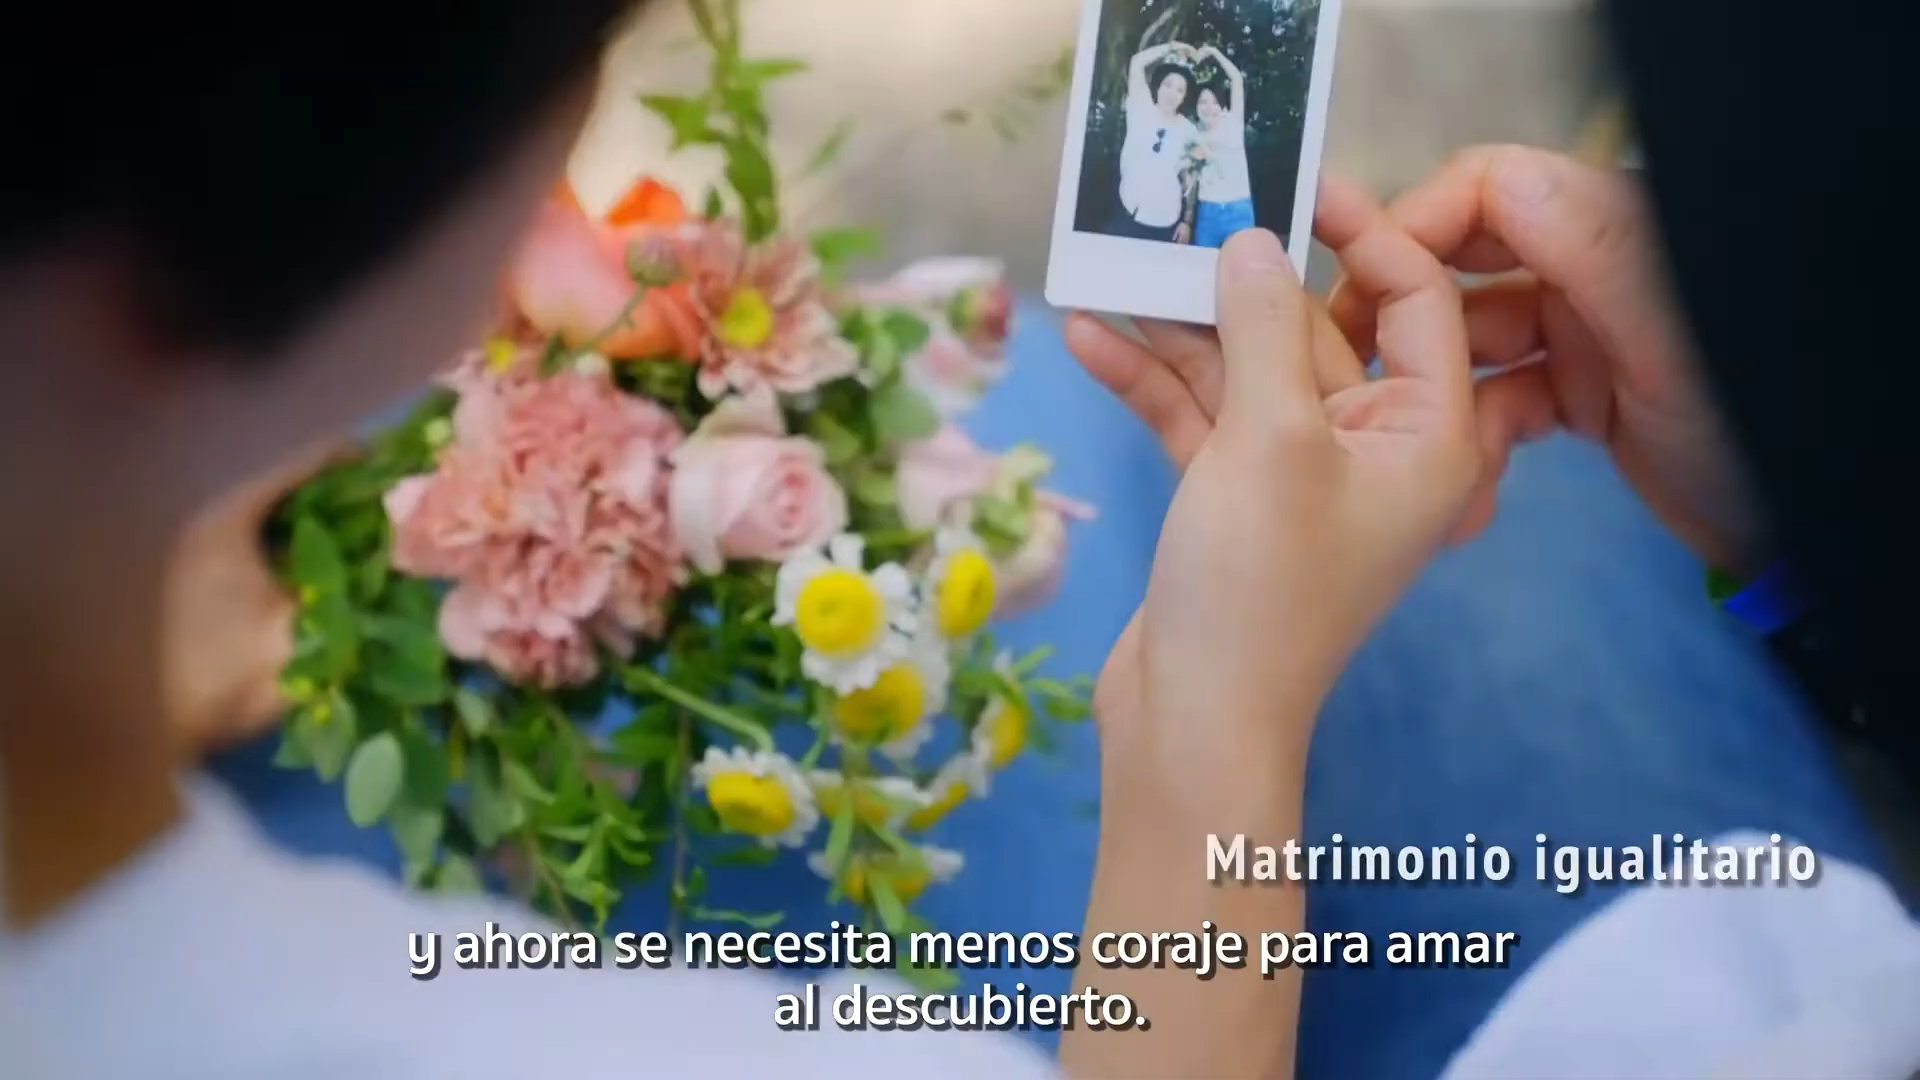 Matrimonio igualitario
y ahora se necesita menos coraje para amar
al descubierto.